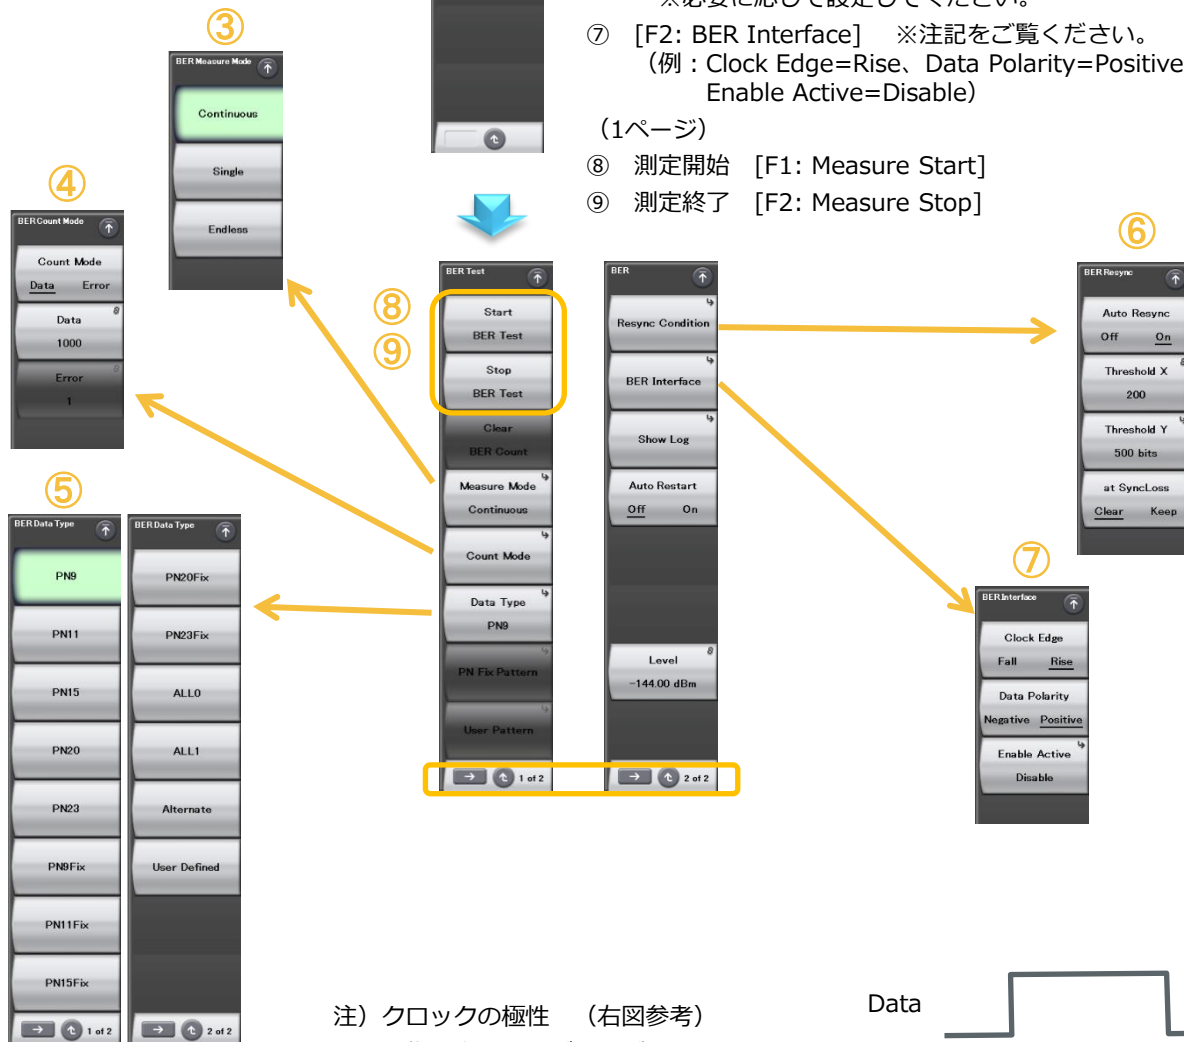 ※必要に応じて設定してください。
⑦ [F2: BER Interface] ※注記をご覧ください。
（例：Clock Edge=Rise、Data Polarity=Positive
Enable Active=Disable）
（1ページ）
⑧ 測定開始 [F1: Measure Start]
⑨ 測定終了 [F2: Measure Stop]
③
BER Measure Mode
Continuous
Single
Endless
④
BER Count Mode
Count Mode
Data Error
Data
1000
Error
1
⑤
BER Data Type
PN9
PN11
PN15
PN20
PN23
PN9Fix
PN11Fix
PN15Fix
1 of 2
BER Data Type
PN20Fix
PN23Fix
ALL0
ALL1
Alternate
User Defined
2 of 2
⑧
⑨
BER Test
Start
BER Test
Stop
BER Test
Clear
BER Count
Measure Mode
Continuous
Count Mode
Data Type
PN9
PN Fix Pattern
User Pattern
1 of 2
BER
Resync Condition
BER Interface
Show Log
Auto Restart
Off On
Level
-144.00 dBm
2 of 2
⑥
BER Resync
Auto Resync
Off On
Threshold X
200
Threshold Y
500 bits
at SyncLoss
Clear Keep
⑦
BER Interface
Clock Edge
Fall Rise
Data Polarity
Negative Positive
Enable Active
Disable
注）クロックの極性 （右図参考）
Data